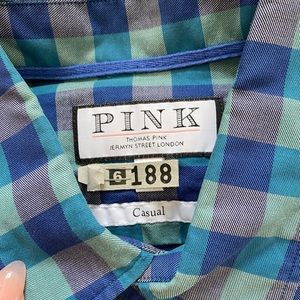 PINK
THOMAS PINK
JERMYN STREET LONDON
6 188
Casual